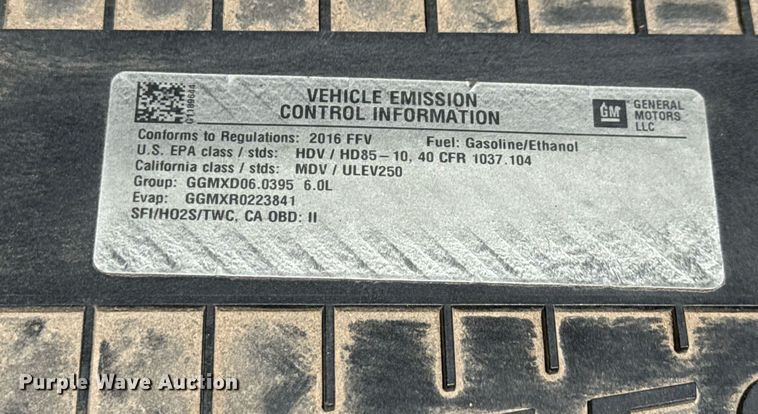 01189644
VEHICLE EMISSION
CONTROL INFORMATION
GM
GENERAL
MOTORS
LLC
Conforms to Regulations: 2016 FFV Fuel: Gasoline/Ethanol
U.S. EPA class / stds: HDV / HD85-10, 40 CFR 1037.104
California class / stds: MDV / ULEV250
Group: GGMXD06.0395 6.0L
Evap: GGMXR0223841
SFI/HO2S/TWC, CA OBD: II
Purple Wave Auction